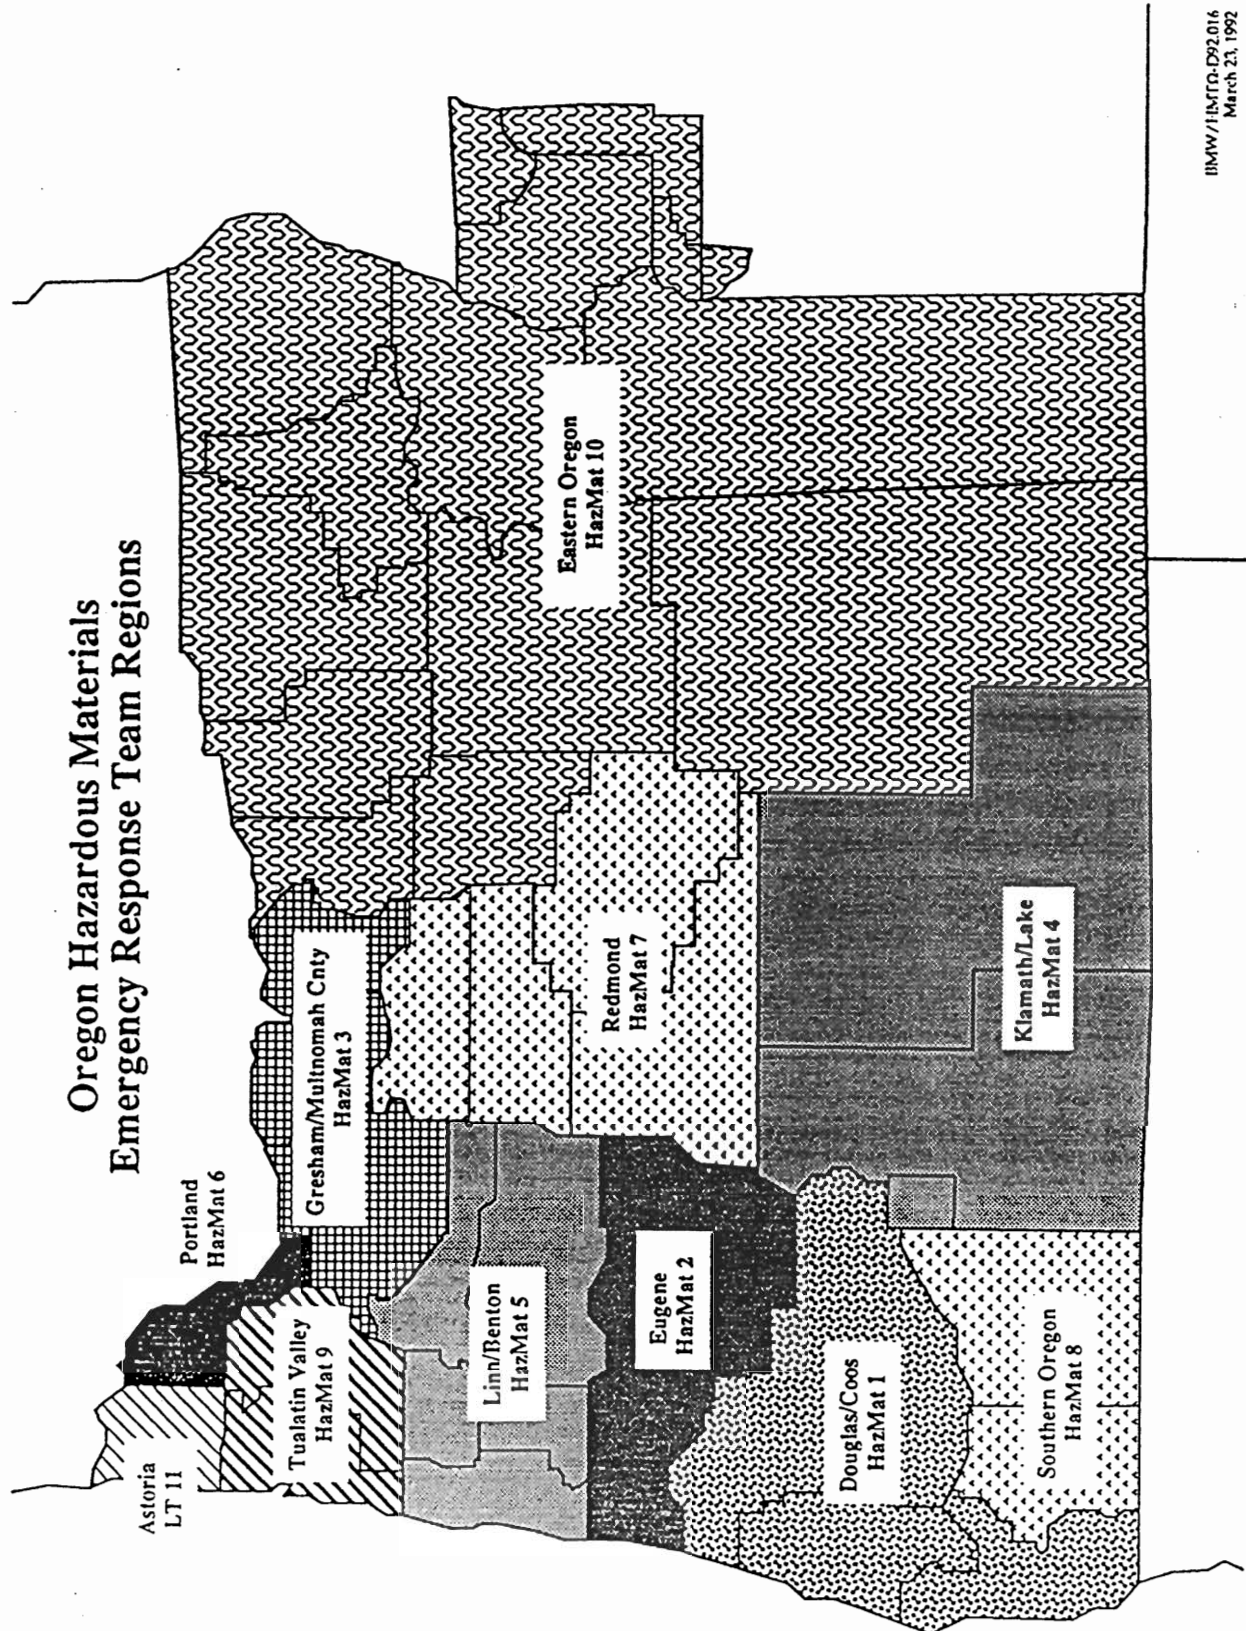 Oregon Hazardous Materials
Emergency Response Team Regions
Portland
HazMat 6
Astoria
LT 11
Tualatin Valley
HazMat 9
Gresham/Multnomah Cnty
HazMat 3
Linn/Benton
HazMat 5
Eugene
HazMat 2
Redmond
HazMat 7
Eastern Oregon
HazMat 10
Douglas/Coos
HazMat 1
Southern Oregon
HazMat 8
Klamath/Lake
HazMat 4
March 23, 1992